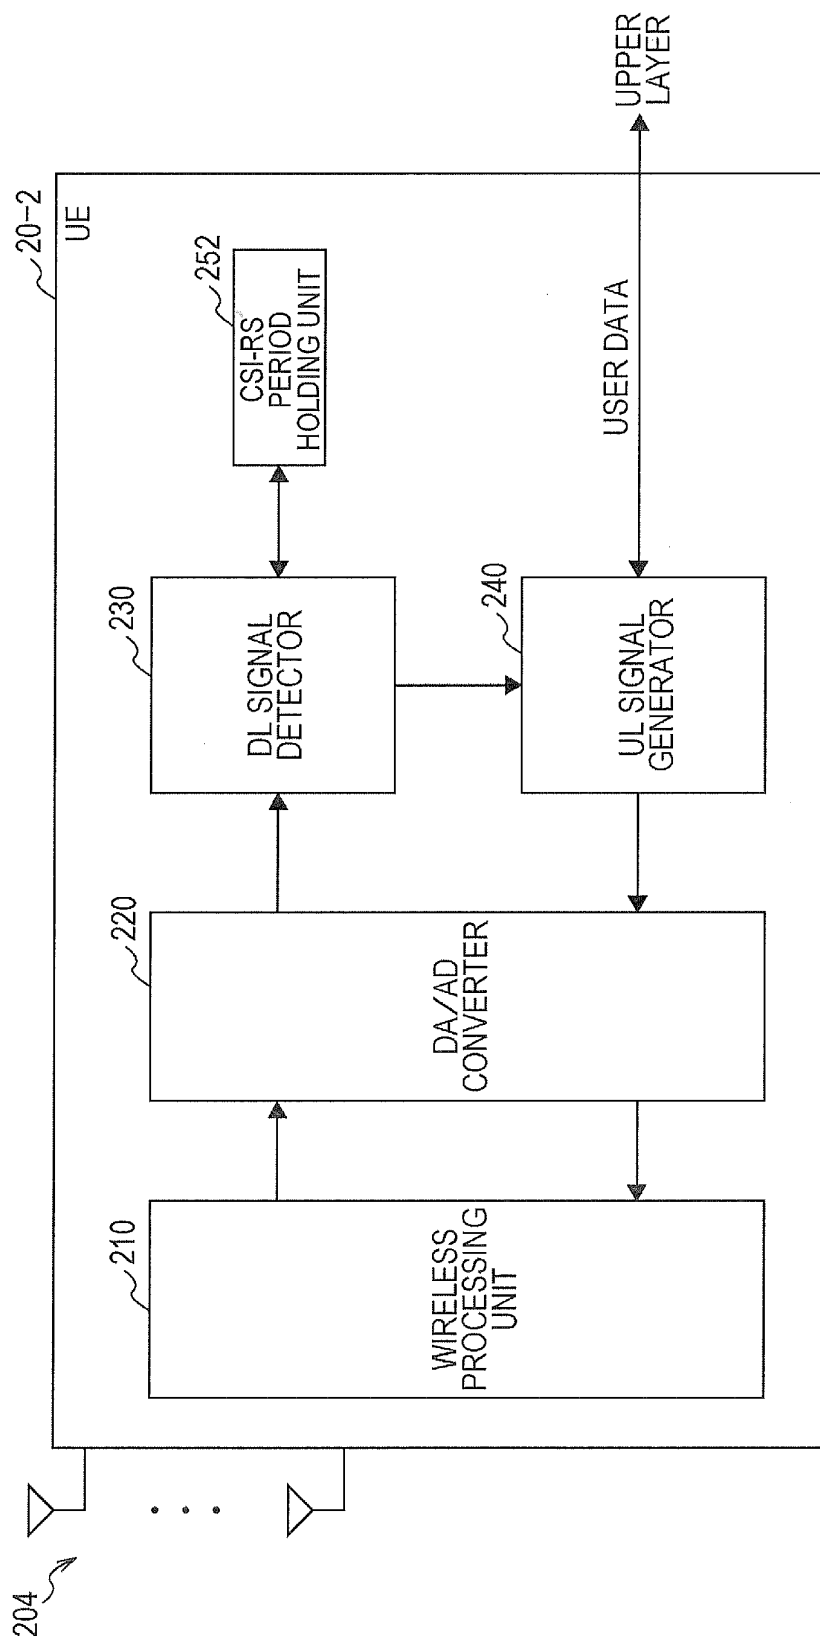 20-2
UE
204
210
WIRELESS
PROCESSING
UNIT
220
DA/AD
CONVERTER
230
DL SIGNAL
DETECTOR
252
CSI-RS
PERIOD
HOLDING UNIT
240
UL SIGNAL
GENERATOR
USER DATA
UPPER
LAYER